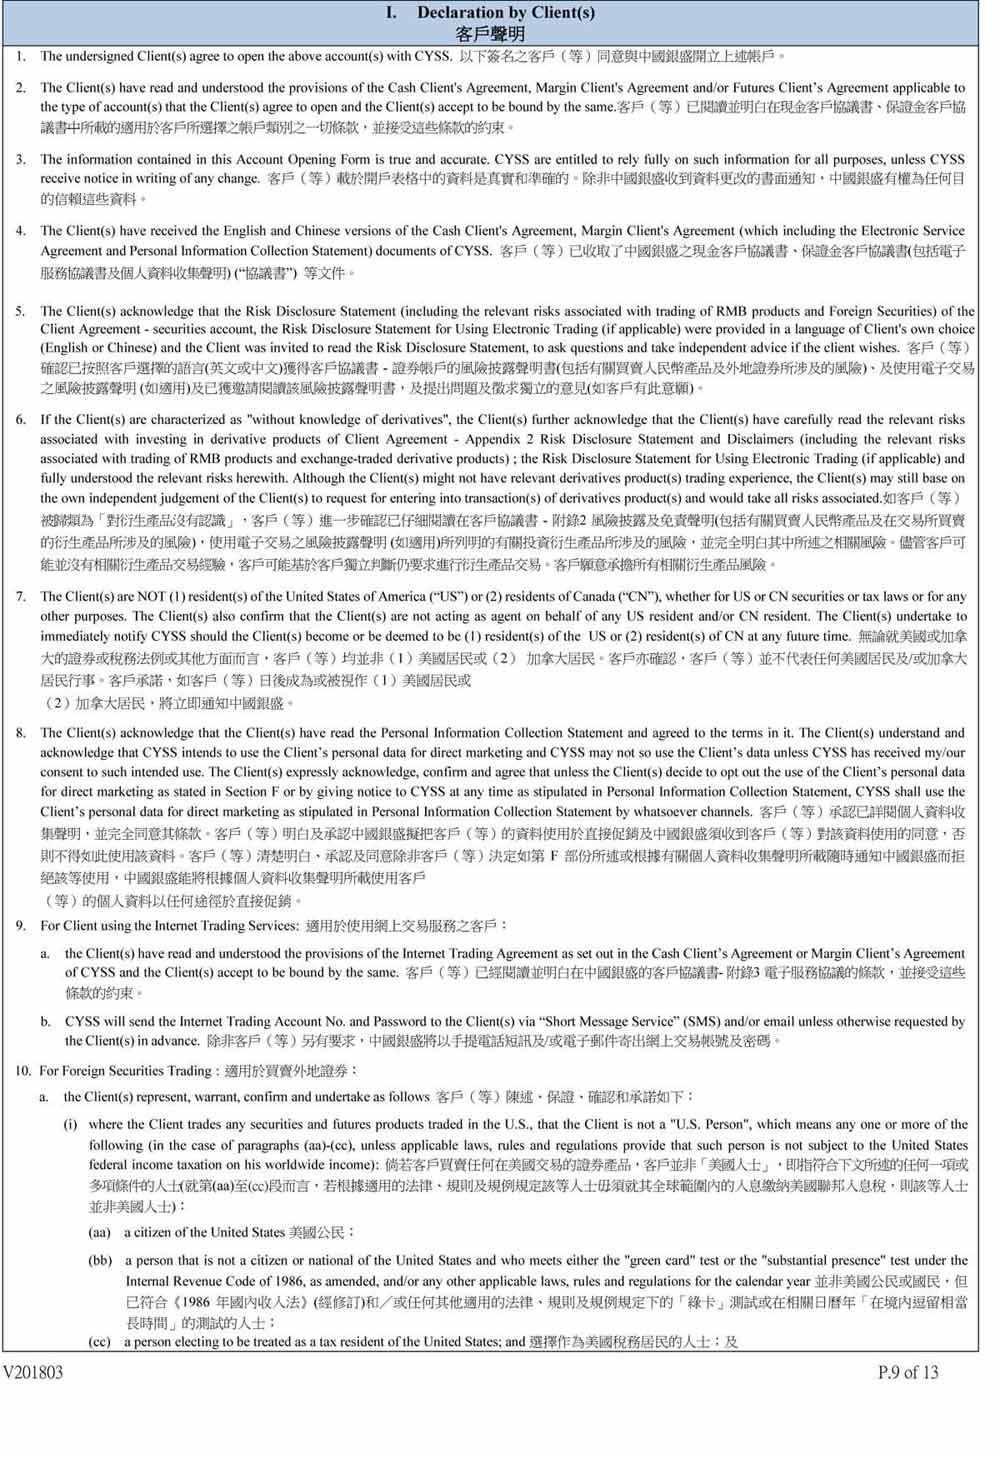 I. Declaration by Client(s)
客戶聲明
1. The undersigned Client(s) agree to open the above account(s) with CYSS. 以下簽名之客戶（等）同意與中國銀盛開立上述帳戶。
2. The Client(s) have read and understood the provisions of the Cash Client's Agreement, Margin Client's Agreement and/or Futures Client’s Agreement applicable to
the type of account(s) that the Client(s) agree to open and the Client(s) accept to be bound by the same.客戶（等）已閱讀並明白在現金客戶協議書、保證金客戶協
議書中所載的適用於客戶所選擇之帳戶類別之一切條款，並接受這些條款的約束。
3. The information contained in this Account Opening Form is true and accurate. CYSS are entitled to rely fully on such information for all purposes, unless CYSS
receive notice in writing of any change. 客戶（等）載於開戶表格中的資料是真實和準確的。除非中國銀盛收到資料更改的書面通知，中國銀盛有權為任何目
的信賴這些資料。
4. The Client(s) have received the English and Chinese versions of the Cash Client's Agreement, Margin Client's Agreement (which including the Electronic Service
Agreement and Personal Information Collection Statement) documents of CYSS. 客戶（等）已收取了中國銀盛之現金客戶協議書、保證金客戶協議書(包括電子
服務協議書及個人資料收集聲明) (“協議書”) 等文件。
5. The Client(s) acknowledge that the Risk Disclosure Statement (including the relevant risks associated with trading of RMB products and Foreign Securities) of the
Client Agreement - securities account, the Risk Disclosure Statement for Using Electronic Trading (if applicable) were provided in a language of Client's own choice
(English or Chinese) and the Client was invited to read the Risk Disclosure Statement, to ask questions and take independent advice if the client wishes. 客戶（等）
確認已按照客戶選擇的語言(英文或中文)獲得客戶協議書 - 證券帳戶的風險披露聲明書(包括有關買賣人民幣產品及外地證券所涉及的風險)、及使用電子交易
之風險披露聲明 (如適用)及已獲邀請閱讀該風險披露聲明書，及提出問題及徵求獨立的意見(如客戶有此意願)。
6. If the Client(s) are characterized as "without knowledge of derivatives", the Client(s) further acknowledge that the Client(s) have carefully read the relevant risks
associated with investing in derivative products of Client Agreement - Appendix 2 Risk Disclosure Statement and Disclaimers (including the relevant risks
associated with trading of RMB products and exchange-traded derivative products) ; the Risk Disclosure Statement for Using Electronic Trading (if applicable) and
fully understood the relevant risks herewith. Although the Client(s) might not have relevant derivatives product(s) trading experience, the Client(s) may still base on
the own independent judgement of the Client(s) to request for entering into transaction(s) of derivatives product(s) and would take all risks associated.如客戶（等）
被歸類為「對衍生產品沒有認識」，客戶（等）進一步確認已仔細閱讀在客戶協議書 - 附錄2 風險披露及免責聲明(包括有關買賣人民幣產品及在交易所買賣
的衍生產品所涉及的風險)，使用電子交易之風險披露聲明 (如適用)所列明的有關投資衍生產品所涉及的風險，並完全明白其中所述之相關風險。儘管客戶可
能並沒有相關衍生產品交易經驗，客戶可能基於客戶獨立判斷仍要求進行衍生產品交易。客戶願意承擔所有相關衍生產品風險。
7. The Client(s) are NOT (1) resident(s) of the United States of America (“US”) or (2) residents of Canada (“CN”), whether for US or CN securities or tax laws or for any
other purposes. The Client(s) also confirm that the Client(s) are not acting as agent on behalf of any US resident and/or CN resident. The Client(s) undertake to
immediately notify CYSS should the Client(s) become or be deemed to be (1) resident(s) of the US or (2) resident(s) of CN at any future time. 無論就美國或加拿
大的證券或稅務法例或其他方面而言，客戶（等）均並非（1）美國居民或（2） 加拿大居民。客戶亦確認，客戶（等）並不代表任何美國居民及/或加拿大
居民行事。客戶承諾，如客戶（等）日後成為或被視作（1）美國居民或
（2）加拿大居民，將立即通知中國銀盛。
8. The Client(s) acknowledge that the Client(s) have read the Personal Information Collection Statement and agreed to the terms in it. The Client(s) understand and
acknowledge that CYSS intends to use the Client’s personal data for direct marketing and CYSS may not so use the Client’s data unless CYSS has received my/our
consent to such intended use. The Client(s) expressly acknowledge, confirm and agree that unless the Client(s) decide to opt out the use of the Client’s personal data
for direct marketing as stated in Section F or by giving notice to CYSS at any time as stipulated in Personal Information Collection Statement, CYSS shall use the
Client’s personal data for direct marketing as stipulated in Personal Information Collection Statement by whatsoever channels. 客戶（等）承認已詳閱個人資料收
集聲明，並完全同意其條款。客戶（等）明白及承認中國銀盛擬把客戶（等）的資料使用於直接促銷及中國銀盛須收到客戶（等）對該資料使用的同意，否
則不得如此使用該資料。客戶（等）清楚明白、承認及同意除非客戶（等）決定如第 F 部份所述或根據有關個人資料收集聲明所載隨時通知中國銀盛而拒
絕該等使用，中國銀盛能將根據個人資料收集聲明所載使用客戶
（等）的個人資料以任何途徑於直接促銷。
9. For Client using the Internet Trading Services: 適用於使用網上交易服務之客戶：
a. the Client(s) have read and understood the provisions of the Internet Trading Agreement as set out in the Cash Client’s Agreement or Margin Client’s Agreement
of CYSS and the Client(s) accept to be bound by the same. 客戶（等）已經閱讀並明白在中國銀盛的客戶協議書- 附錄3 電子服務協議的條款，並接受這些
條款的約束。
b. CYSS will send the Internet Trading Account No. and Password to the Client(s) via “Short Message Service” (SMS) and/or email unless otherwise requested by
the Client(s) in advance. 除非客戶（等）另有要求，中國銀盛將以手提電話短訊及/或電子郵件寄出網上交易帳號及密碼。
10. For Foreign Securities Trading : 適用於買賣外地證券：
a. the Client(s) represent, warrant, confirm and undertake as follows 客戶（等）陳述、保證、確認和承諾如下：
(i) where the Client trades any securities and futures products traded in the U.S., that the Client is not a "U.S. Person", which means any one or more of the
following (in the case of paragraphs (aa)-(cc), unless applicable laws, rules and regulations provide that such person is not subject to the United States
federal income taxation on his worldwide income): 倘若客戶買賣任何在美國交易的證券產品，客戶並非「美國人士」，即指符合下文所述的任何一項或
多項條件的人士(就第(aa)至(cc)段而言，若根據適用的法律、規則及規例規定該等人士毋須就其全球範圍內的入息繳納美國聯邦入息稅，則該等人士
並非美國人士)：
(aa) a citizen of the United States 美國公民；
(bb) a person that is not a citizen or national of the United States and who meets either the "green card" test or the "substantial presence" test under the
Internal Revenue Code of 1986, as amended, and/or any other applicable laws, rules and regulations for the calendar year 並非美國公民或國民，但
已符合《1986 年國內收入法》(經修訂)和／或任何其他適用的法律、規則及規例規定下的「綠卡」測試或在相關日曆年「在境內逗留相當
長時間」的測試的人士；
(cc) a person electing to be treated as a tax resident of the United States; and 選擇作為美國稅務居民的人士；及
V201803
P.9 of 13